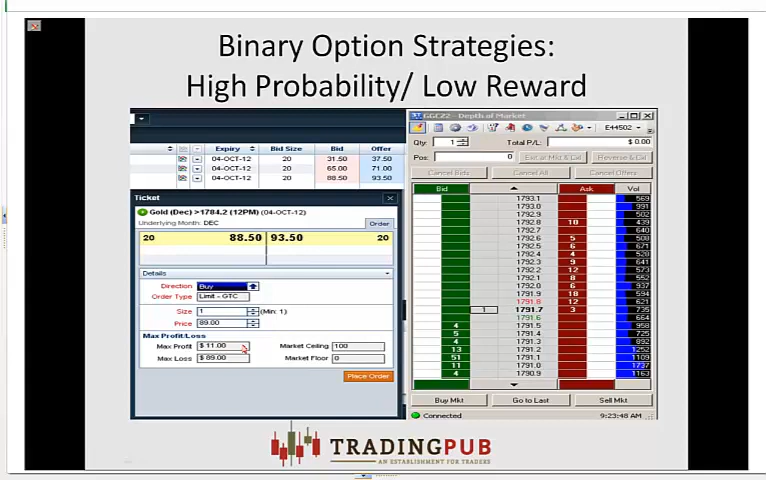 Binary Option Strategies:
High Probability/ Low Reward
Expiry Bid Size Bid Offer
04-OCT-12 20 31.50 37.50
04-OCT-12 20 65.00 71.00
04-OCT-12 20 88.50 93.50
Ticket
Gold (Dec) >1784.2 (12PM) (04-OCT-12)
Underlying Month: DEC
Order
20 88.50 93.50 20
Details
Direction Buy
Order Type Limit - GTC
Size 1 (Min: 1)
Price 89.00
Max Profit/Loss
Max Profit $ 11.00 Market Ceiling 100
Max Loss $ 89.00 Market Floor 0
Place Order
GCZ2 - Depth of Market
E44502
Qty: 1 Total P/L: $ 0.00
Pos: 0 Exit at Mkt & Cxl Reverse & Cxl
Cancel Bids Cancel All Cancel Offers
Bid Ask Vol
1793.1 569
1793.0 991
1792.9 502
1792.8 10 439
1792.7 640
1792.6 5 508
1792.5 6 671
1792.4 4 528
1792.3 9 641
1792.2 12 573
1792.1 8 552
1792.0 6 937
1791.9 18 594
1791.8 12 621
1 1791.7 3 735
1791.6 664
4 1791.5 958
5 1791.4 725
4 1791.3 892
13 1791.2 1252
51 1791.1 1109
11 1791.0 1737
4 1790.9 1163
Buy Mkt Go to Last Sell Mkt
Connected 9:23:48 AM
TRADINGPUB
AN ESTABLISHMENT FOR TRADERS